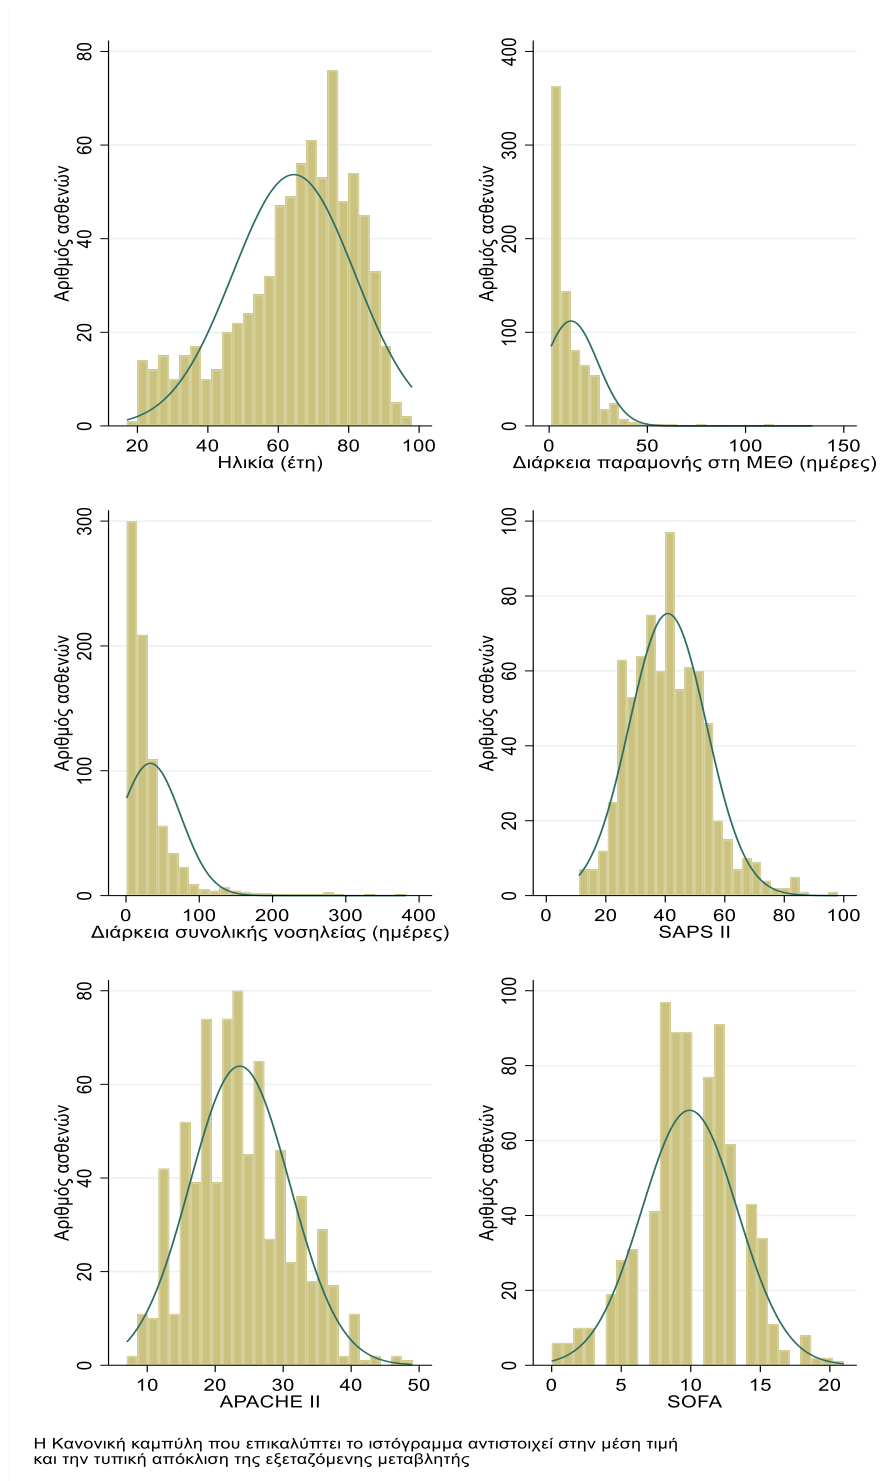 80
60
40
20
0
Αριθμός ασθενών
20 40 60 80 100
Ηλικία (έτη)
400
300
200
100
0
Αριθμός ασθενών
0 50 100 150
Διάρκεια παραμονής στη ΜΕΘ (ημέρες)
300
200
100
0
Αριθμός ασθενών
0 100 200 300 400
Διάρκεια συνολικής νοσηλείας (ημέρες)
100
80
60
40
20
0
Αριθμός ασθενών
0 20 40 60 80 100
SAPS II
80
60
40
20
0
Αριθμός ασθενών
10 20 30 40 50
APACHE II
100
80
60
40
20
0
Αριθμός ασθενών
0 5 10 15 20
SOFA
Η Κανονική καμπύλη που επικαλύπτει το ιστόγραμμα αντιστοιχεί στην μέση τιμή
και την τυπική απόκλιση της εξεταζόμενης μεταβλητής